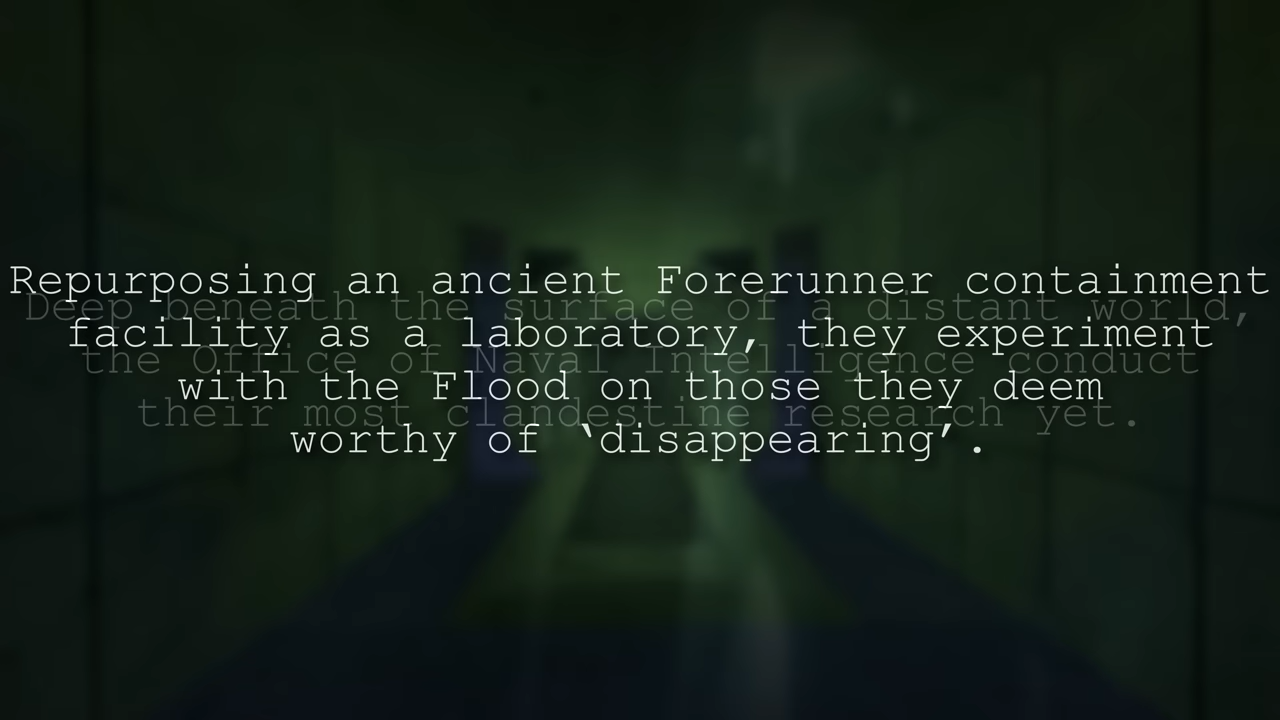 Repurposing an ancient Forerunner containment
facility as a laboratory, they experiment
with the Flood on those they deem
worthy of ‘disappearing’.
Deep beneath the surface of a distant world,
the Office of Naval Intelligence conduct
their most clandestine research yet.